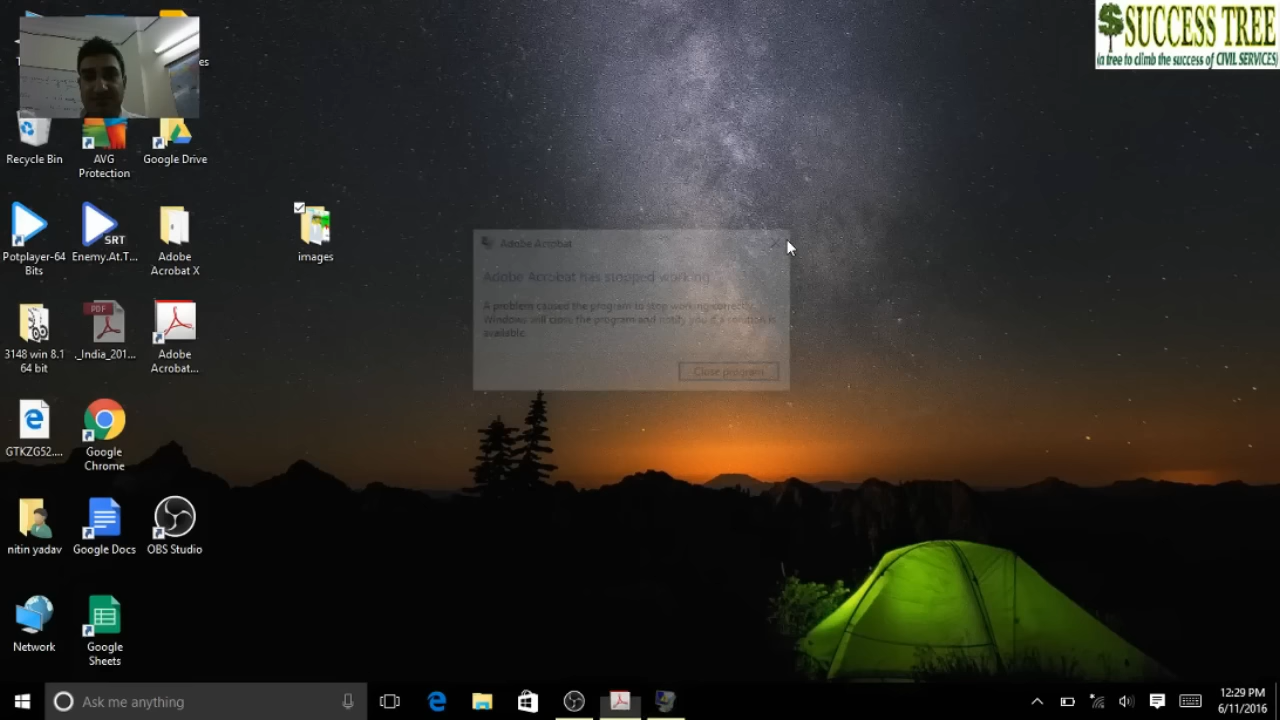 SUCCESS TREE
(a tree to climb the success of CIVIL SERVICES)
Recycle Bin
AVG
Protection
Google Drive
Potplayer-64
Bits
SRT
Enemy.At.T...
Adobe
Acrobat X
images
Adobe Acrobat
Adobe Acrobat has stopped working
A problem caused the program to stop working correctly.
Windows will close the program and notify you if a solution is
available.
Close program
3148 win 8.1
64 bit
PDF
._India_201...
Adobe
Acrobat...
GTKZG52....
Google
Chrome
nitin yadav
Google Docs
OBS Studio
Network
Google
Sheets
Ask me anything
12:29 PM
6/11/2016